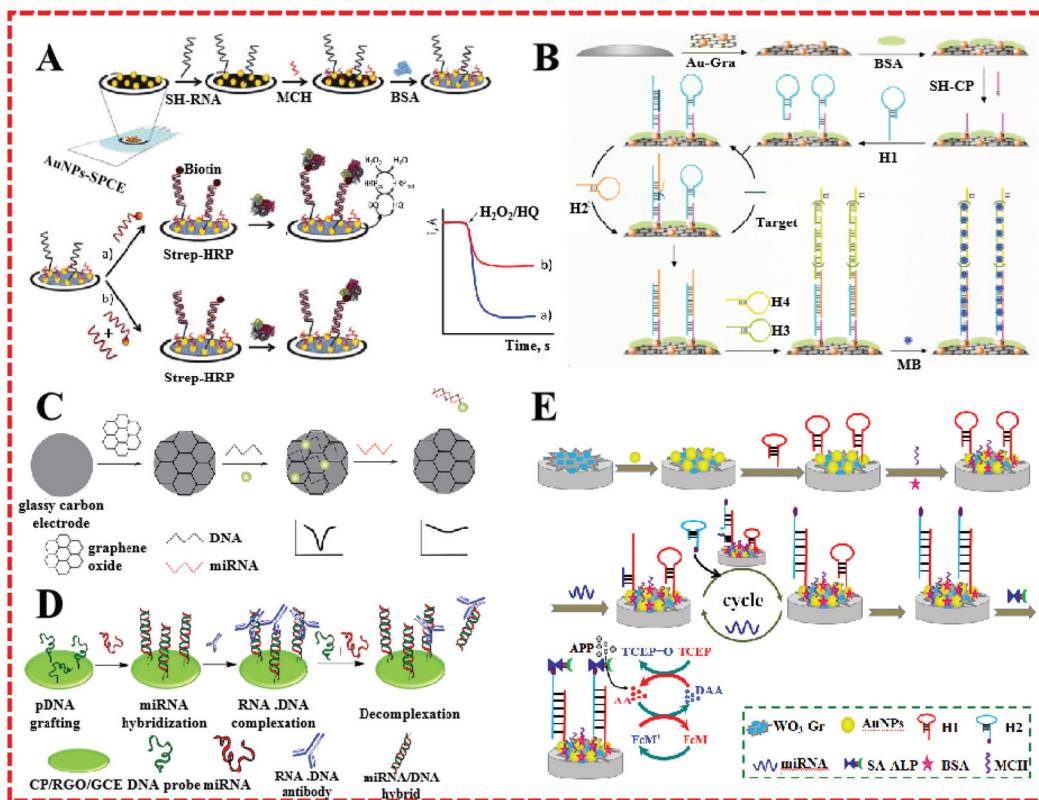 A
SH-RNA
MCH
BSA
AuNPs-SPCE
Biotin
H₂O₂
H₂O
HQ
a)
Strep-HRP
b)
+
Strep-HRP
H₂O₂/HQ
b)
a)
Time, s
B
Au-Gra
BSA
SH-CP
H1
H2
Target
H4
H3
MB
C
glassy carbon
electrode
graphene
oxide
DNA
miRNA
D
pDNA
grafting
miRNA
hybridization
RNA .DNA
complexation
Decomplexation
CP/RGO/GCE
DNA probe
miRNA
RNA .DNA
antibody
miRNA/DNA
hybrid
E
cycle
APP
TCEP=O
TCEP
AA
DAA
FcM⁺
FcM
WO₃ Gr
AuNPs
H1
H2
miRNA
SA ALP
BSA
MCH